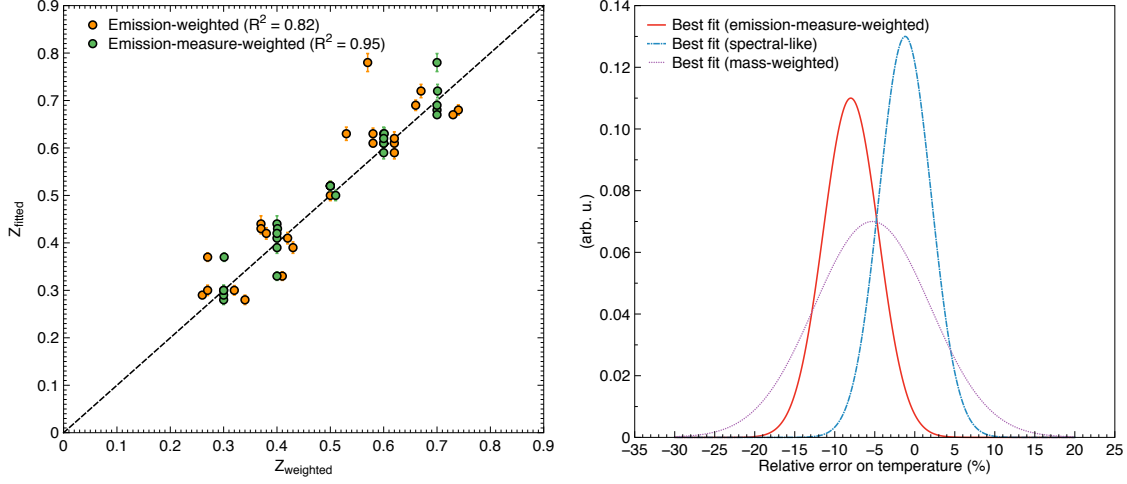 Emission-weighted (R² = 0.82)
Emission-measure-weighted (R² = 0.95)
0.9
0.8
0.7
0.6
0.5
0.4
0.3
0.2
0.1
0
Z_fitted
0 0.1 0.2 0.3 0.4 0.5 0.6 0.7 0.8 0.9
Z_weighted
Best fit (emission-measure-weighted)
Best fit (spectral-like)
Best fit (mass-weighted)
0.14
0.12
0.10
0.08
0.06
0.04
0.02
0
(arb. u.)
-35 -30 -25 -20 -15 -10 -5 0 5 10 15 20 25
Relative error on temperature (%)